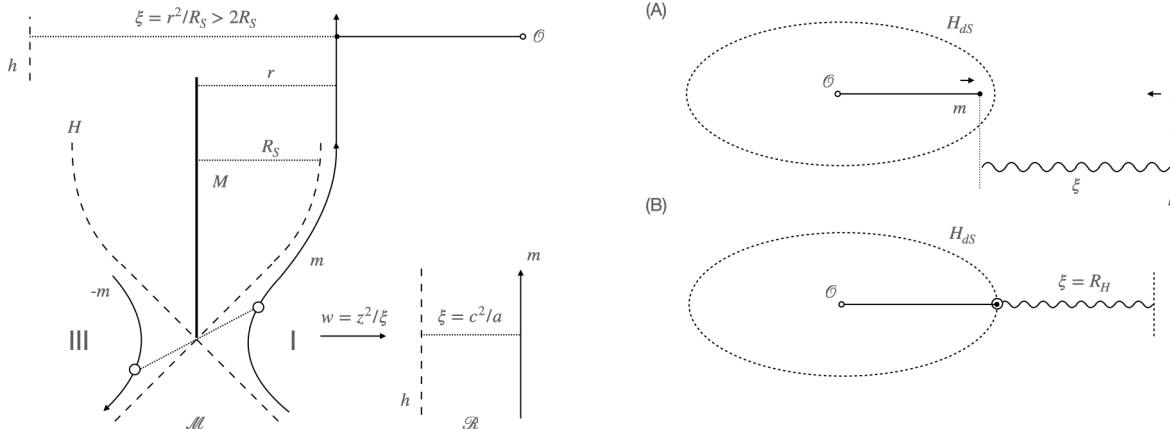 ξ = r²/R_S > 2R_S
𝒪
h
r
H
R_S
M
m
-m
m
III
I
w = z²/ξ
ξ = c²/a
h
ℳ
ℛ
(A)
H_dS
𝒪
m
ξ
(B)
H_dS
𝒪
ξ = R_H